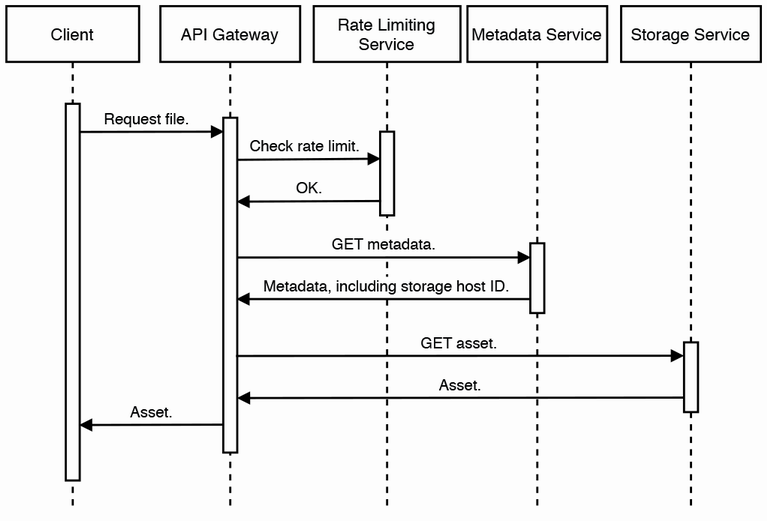 Client
API Gateway
Rate Limiting
Service
Metadata Service
Storage Service
Request file.
Check rate limit.
OK.
GET metadata.
Metadata, including storage host ID.
GET asset.
Asset.
Asset.